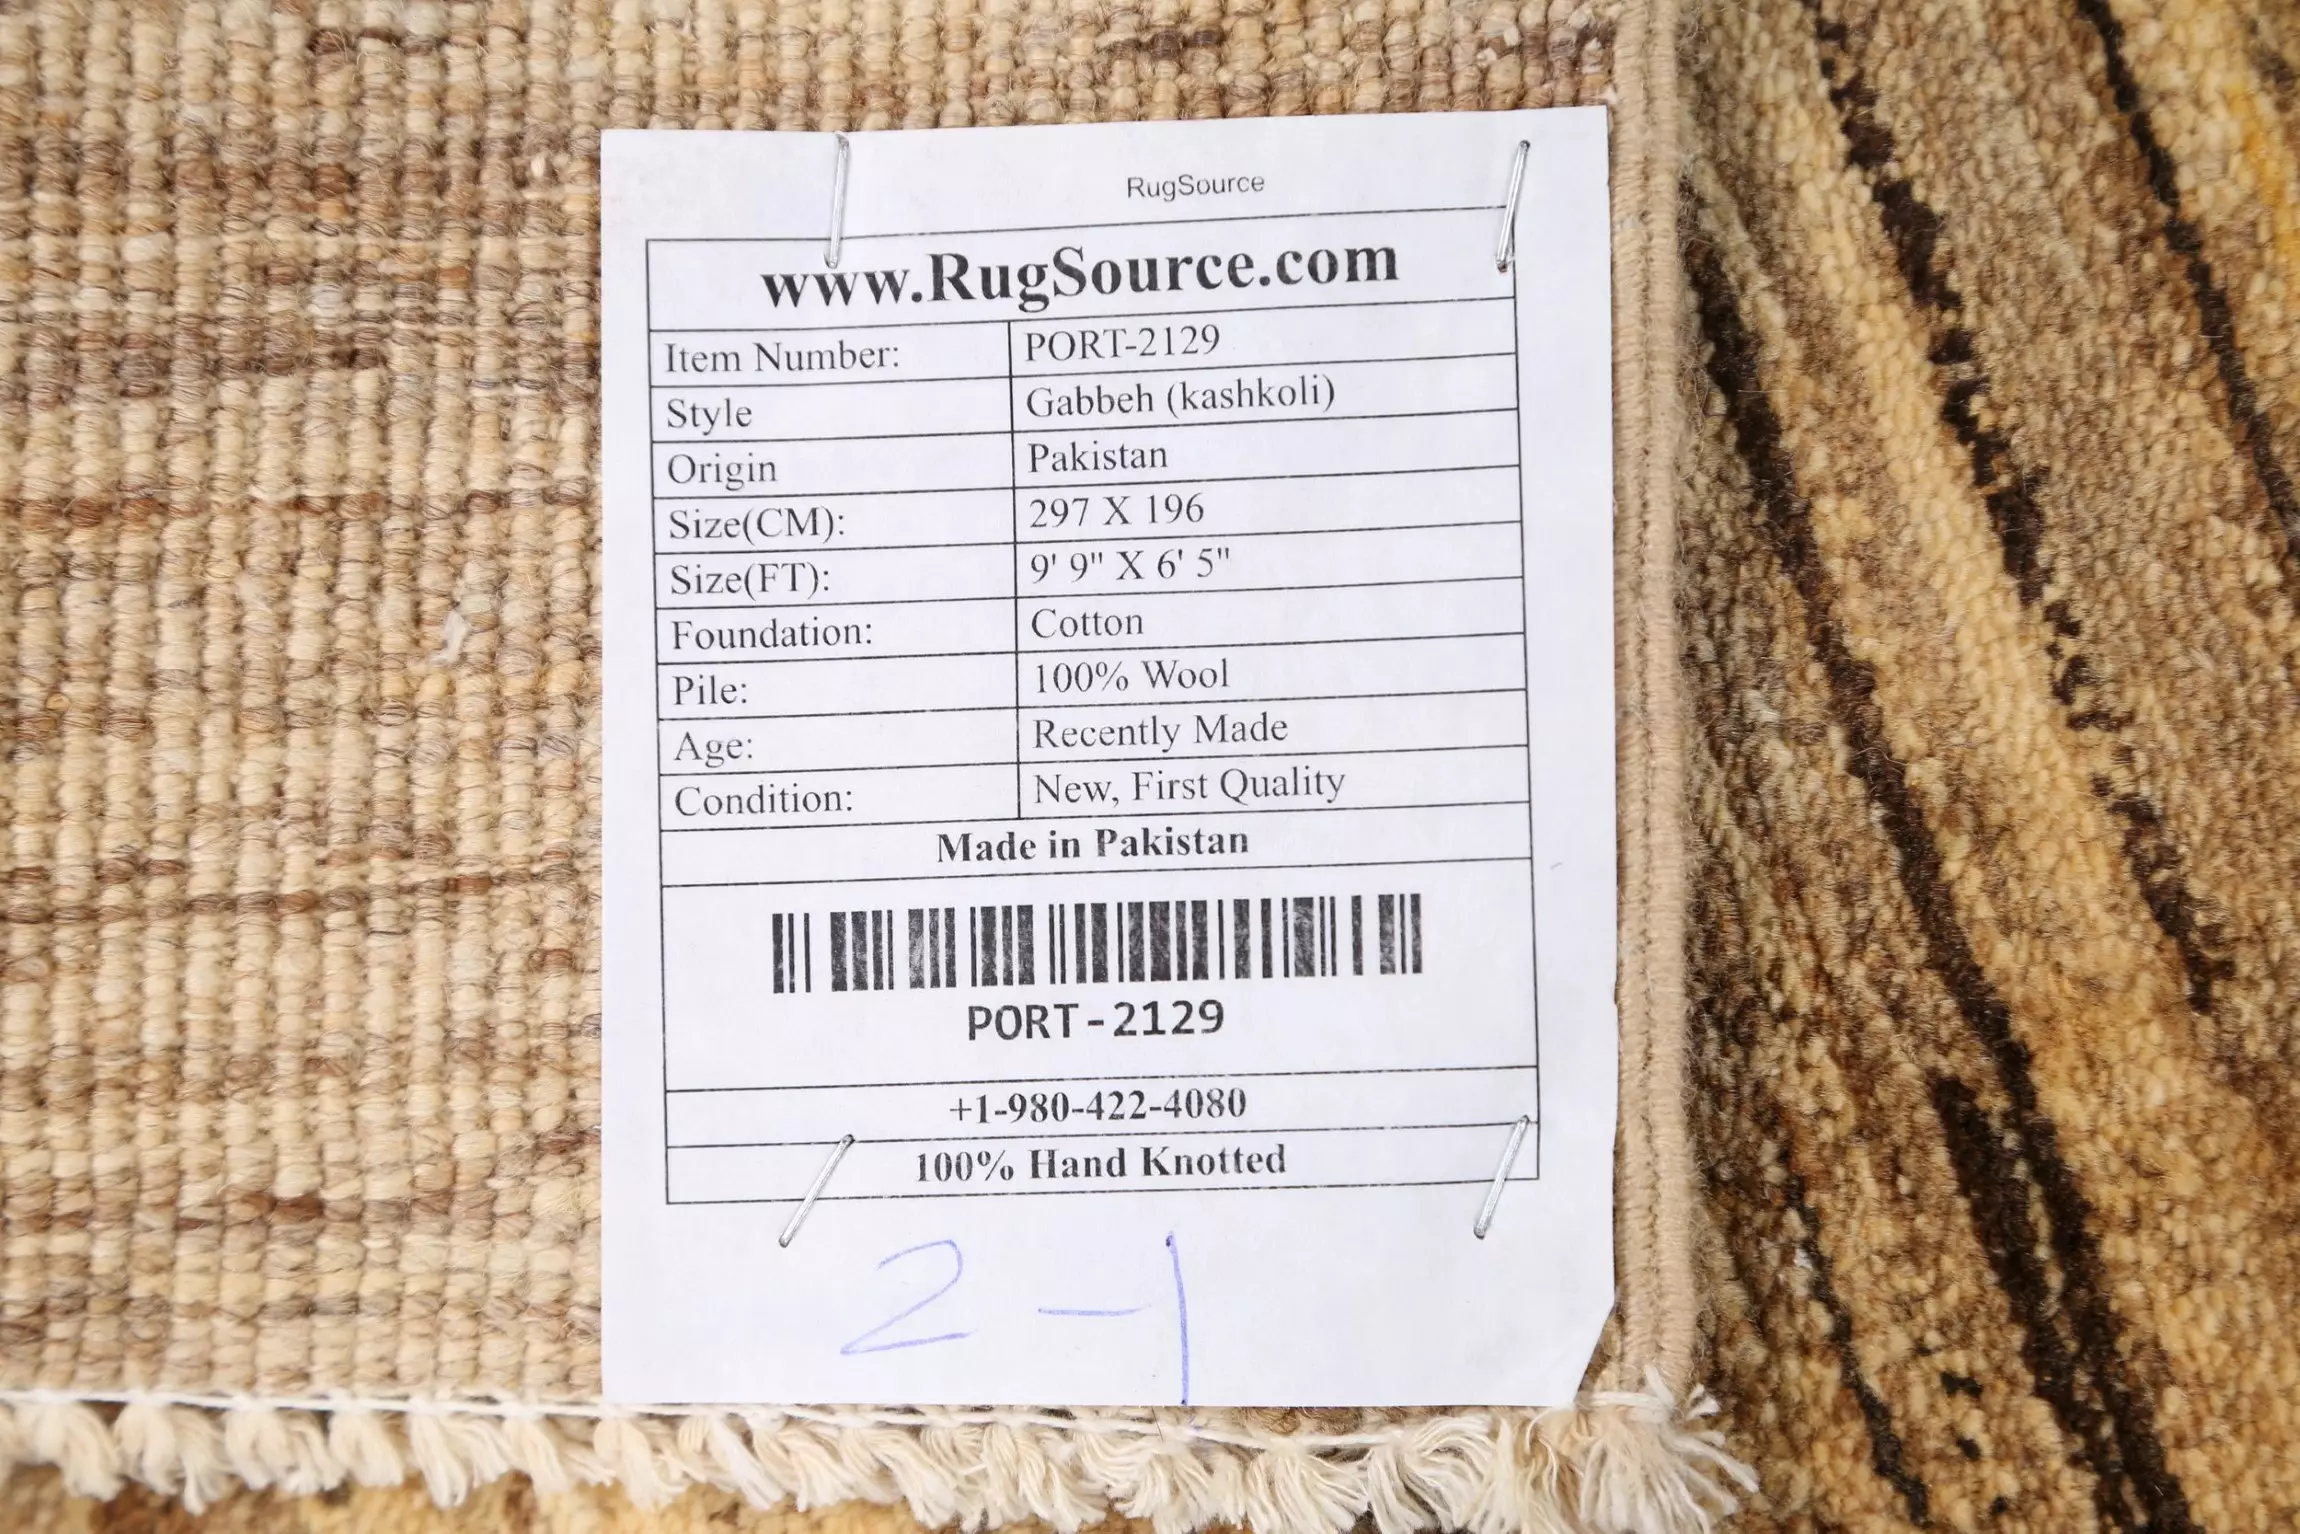 RugSource
www.RugSource.com
Item Number: PORT-2129
Style Gabbeh (kashkoli)
Origin Pakistan
Size(CM): 297 X 196
Size(FT): 9' 9" X 6' 5"
Foundation: Cotton
Pile: 100% Wool
Age: Recently Made
Condition: New, First Quality
Made in Pakistan
PORT-2129
+1-980-422-4080
100% Hand Knotted
2-1